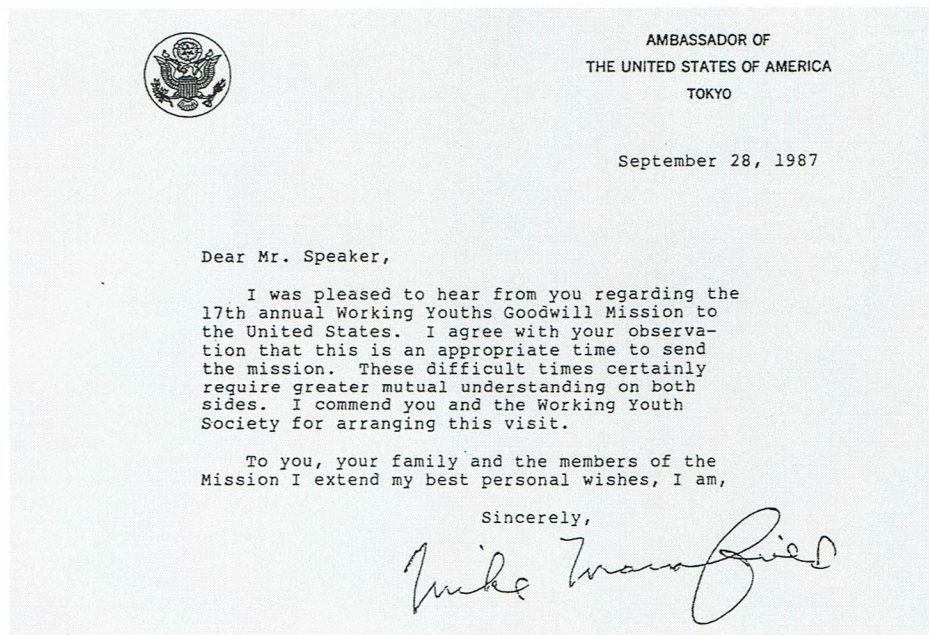 AMBASSADOR OF
THE UNITED STATES OF AMERICA
TOKYO
September 28, 1987
Dear Mr. Speaker,
I was pleased to hear from you regarding the
17th annual Working Youths Goodwill Mission to
the United States. I agree with your observa-
tion that this is an appropriate time to send
the mission. These difficult times certainly
require greater mutual understanding on both
sides. I commend you and the Working Youth
Society for arranging this visit.
To you, your family and the members of the
Mission I extend my best personal wishes, I am,
Sincerely,
Mike Mansfield